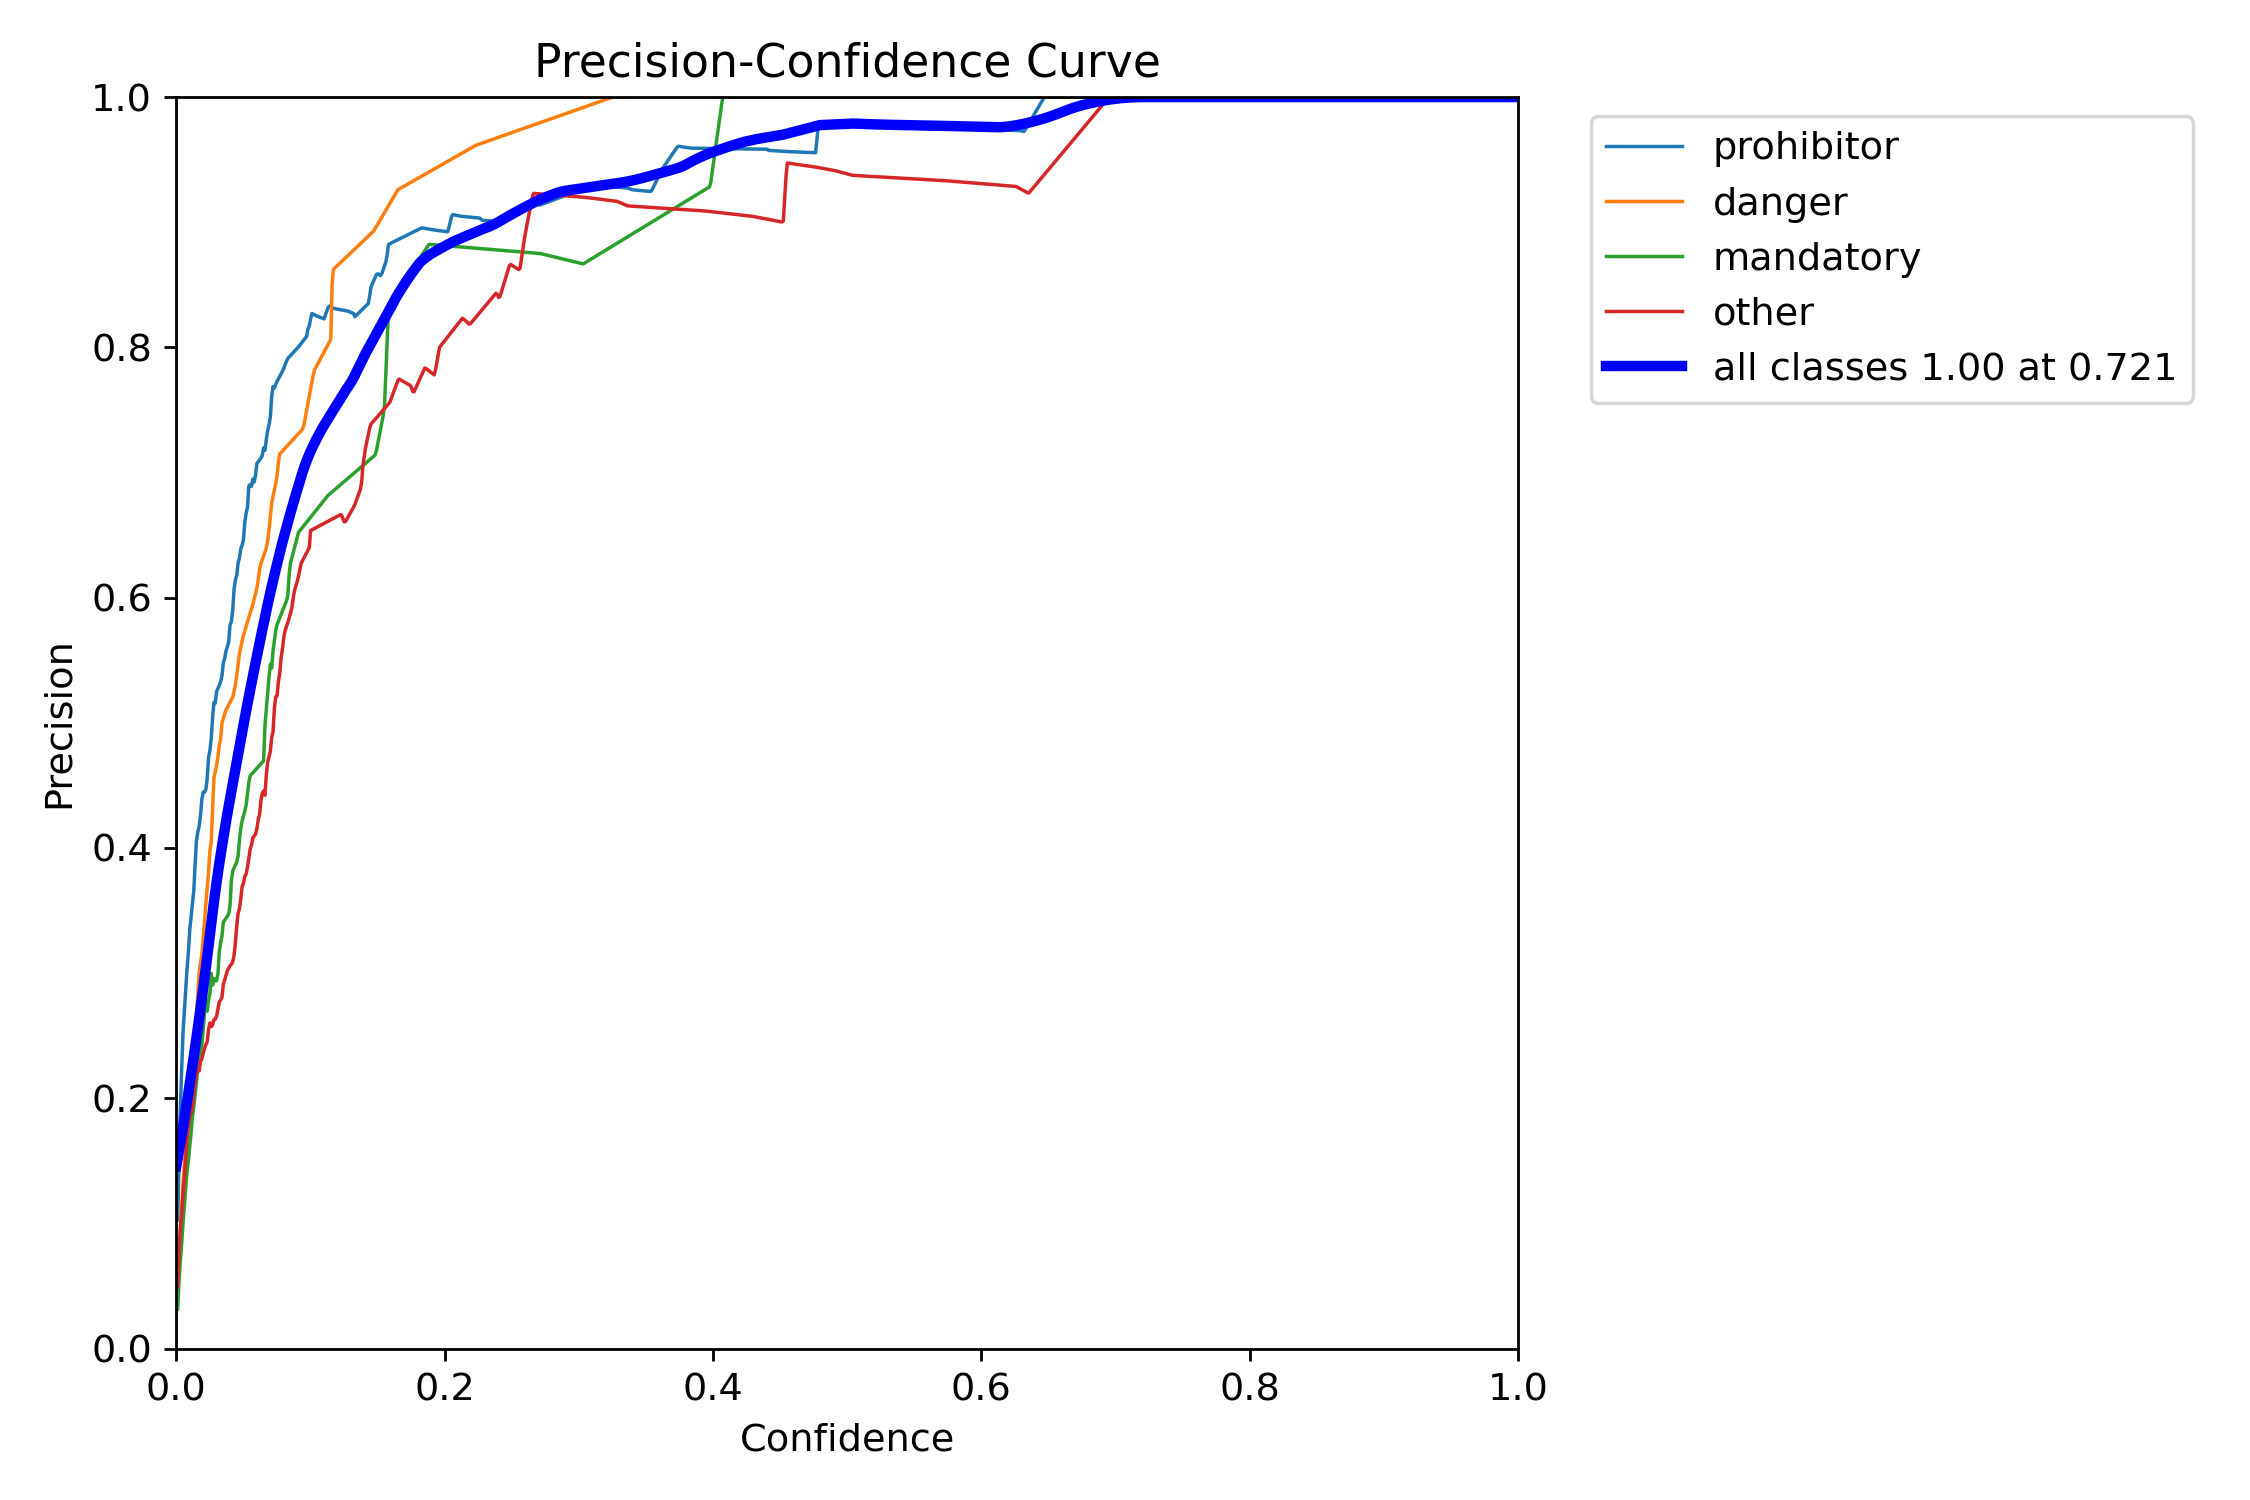 Precision-Confidence Curve
1.0
0.8
0.6
0.4
0.2
0.0
Precision
0.0 0.2 0.4 0.6 0.8 1.0
Confidence
prohibitor
danger
mandatory
other
all classes 1.00 at 0.721